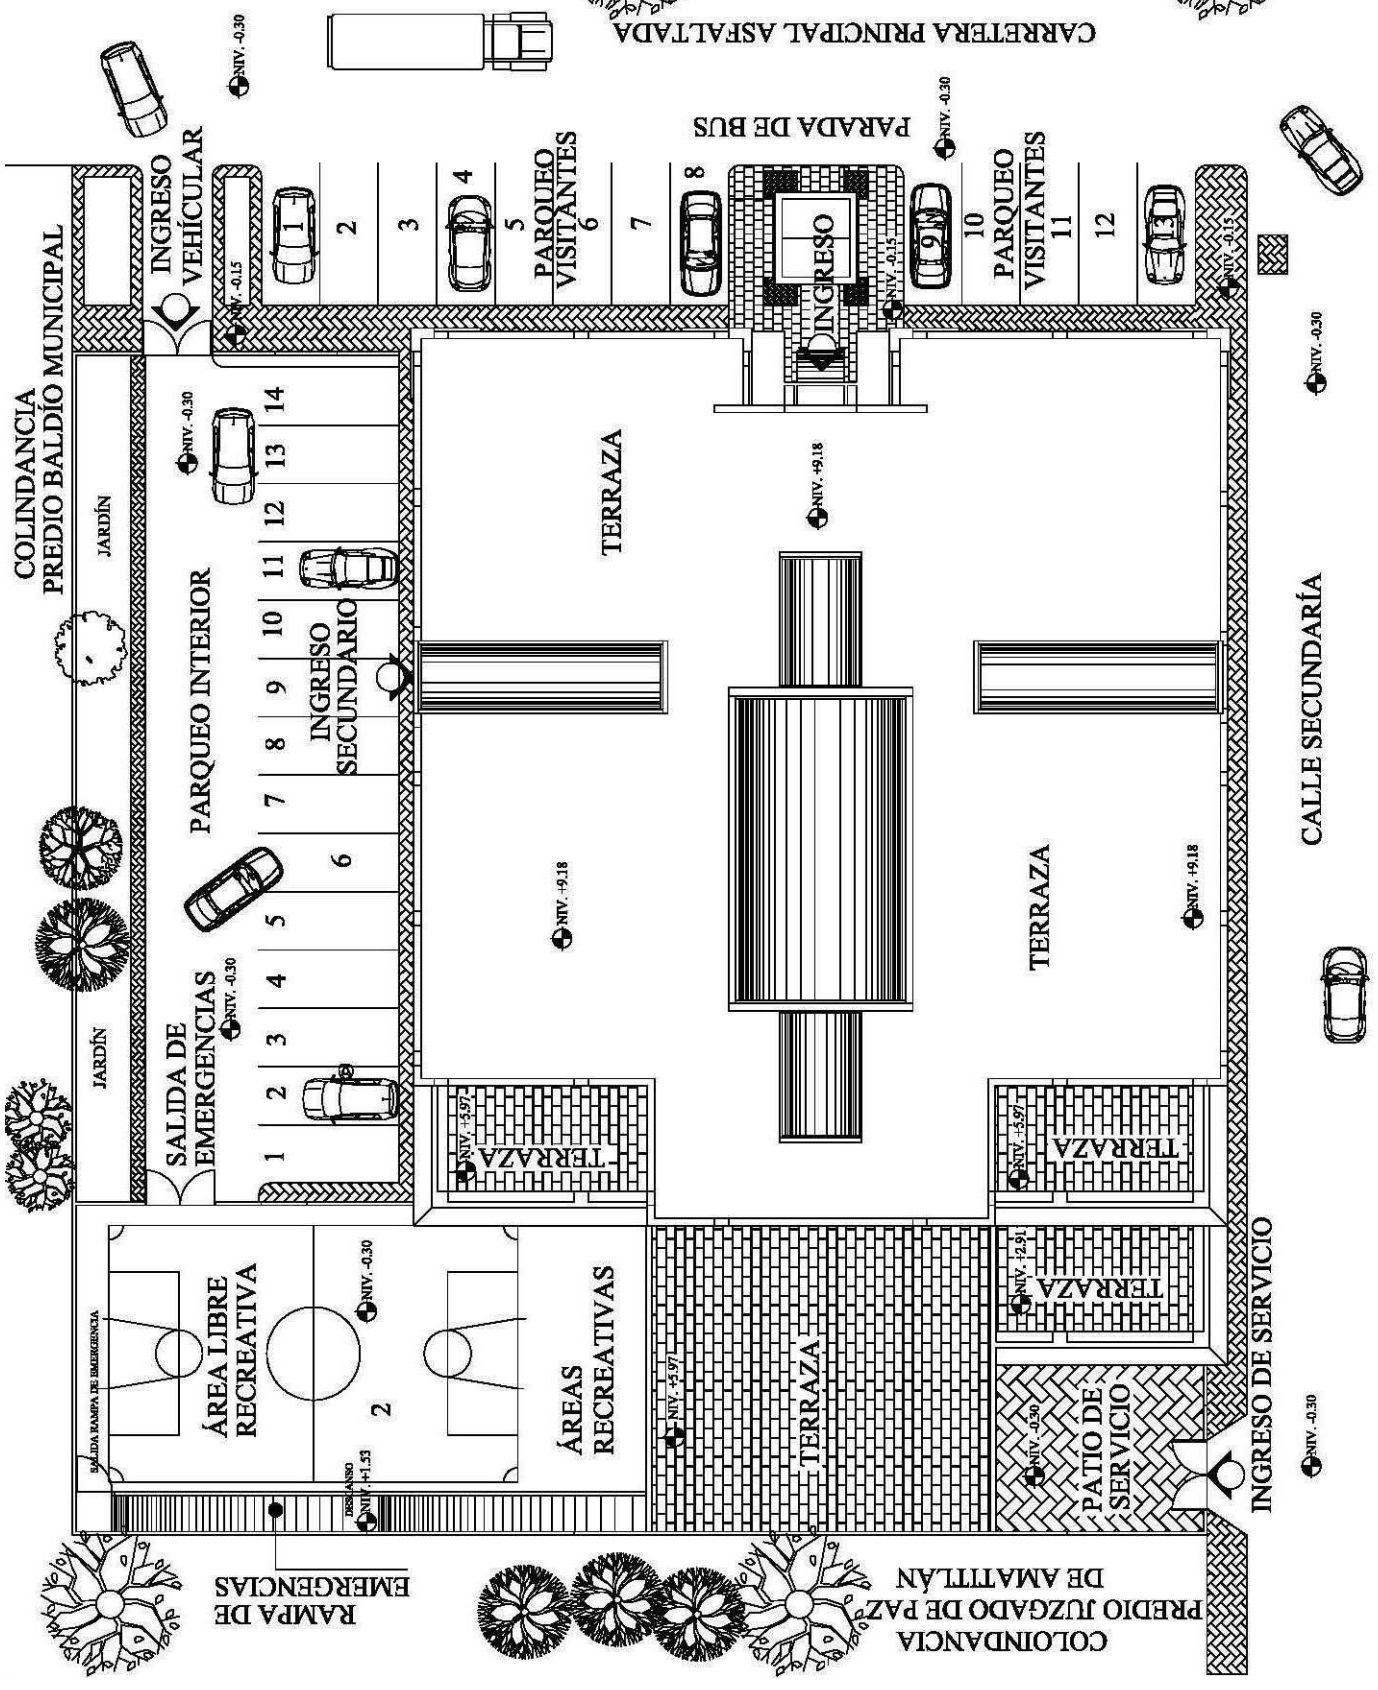 CARRETERA PRINCIPAL ASFALTADA
NIV. -0.30
PARADA DE BUS
NIV. -0.30
INGRESO
VEHÍCULAR
NIV. -0.15
COLINDANCIA
PREDIO BALDÍO MUNICIPAL
1
2
3
4
5
PARQUEO
VISITANTES
6
7
8
INGRESO
NIV. -0.15
9
10
PARQUEO
VISITANTES
11
12
13
NIV. -0.15
NIV. -0.30
JARDÍN
NIV. -0.30
14
13
12
11
10
9
8
7
6
5
4
3
2
1
PARQUEO INTERIOR
INGRESO
SECUNDARIO
JARDÍN
SALIDA DE
EMERGENCIAS
NIV. -0.30
TERRAZA
NIV. +9.18
NIV. +9.18
TERRAZA
NIV. +9.18
CALLE SECUNDARÍA
NIV. +5.97
TERRAZA
NIV. +5.97
TERRAZA
NIV. +2.91
TERRAZA
SALIDA RAMPA DE EMERGENCIA
ÁREA LIBRE
RECREATIVA
NIV. -0.30
2
ÁREAS
RECREATIVAS
NIV. +5.97
TERRAZA
NIV. -0.30
PATIO DE
SERVICIO
INGRESO DE SERVICIO
NIV. -0.30
DESCANSO
NIV. +1.53
RAMPA DE
EMERGENCIAS
COLOINDANCIA
PREDIO JUZGADO DE PAZ
DE AMATITLÁN